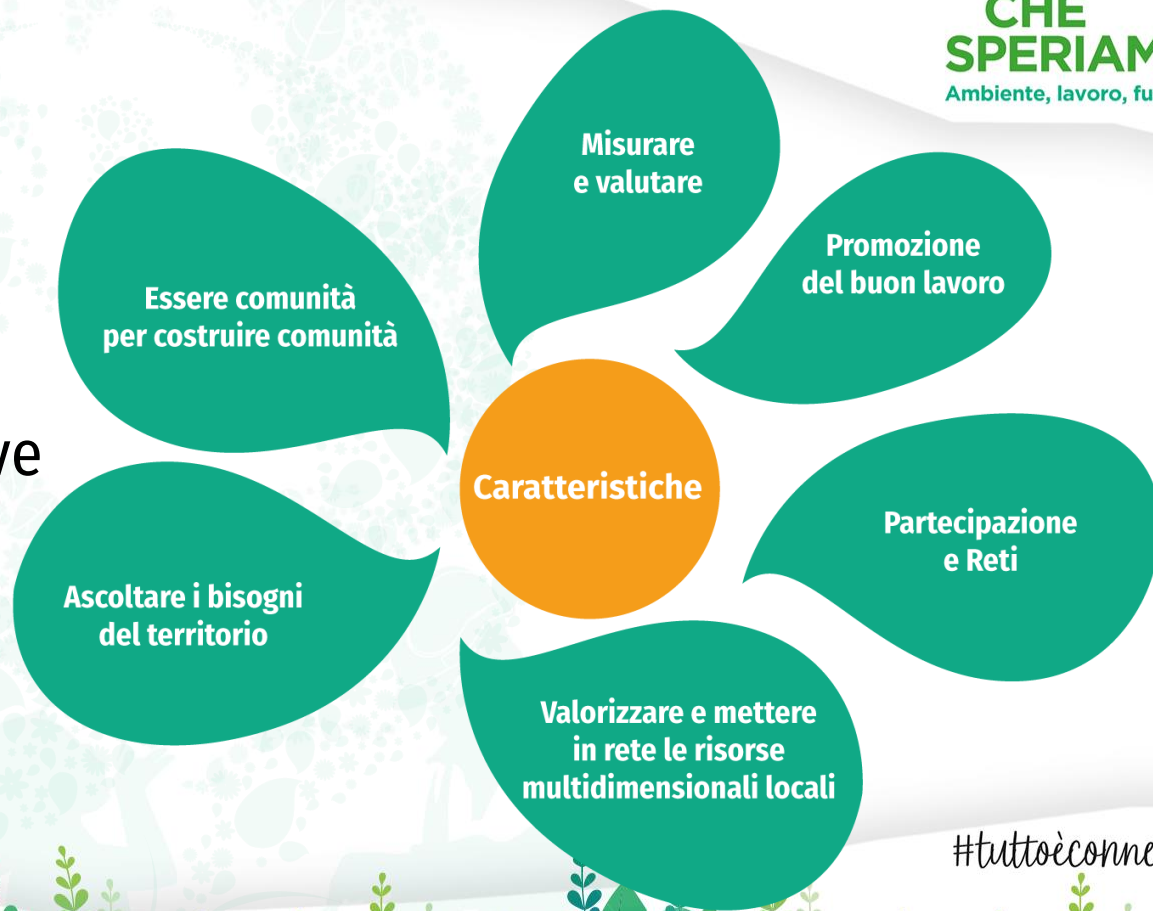 CHE
SPERIAM
Ambiente, lavoro, fu
Misurare
e valutare
Promozione
del buon lavoro
Essere comunità
per costruire comunità
ve
Caratteristiche
Partecipazione
e Reti
Ascoltare i bisogni
del territorio
Valorizzare e mettere
in rete le risorse
multidimensionali locali
#tuttoèconne